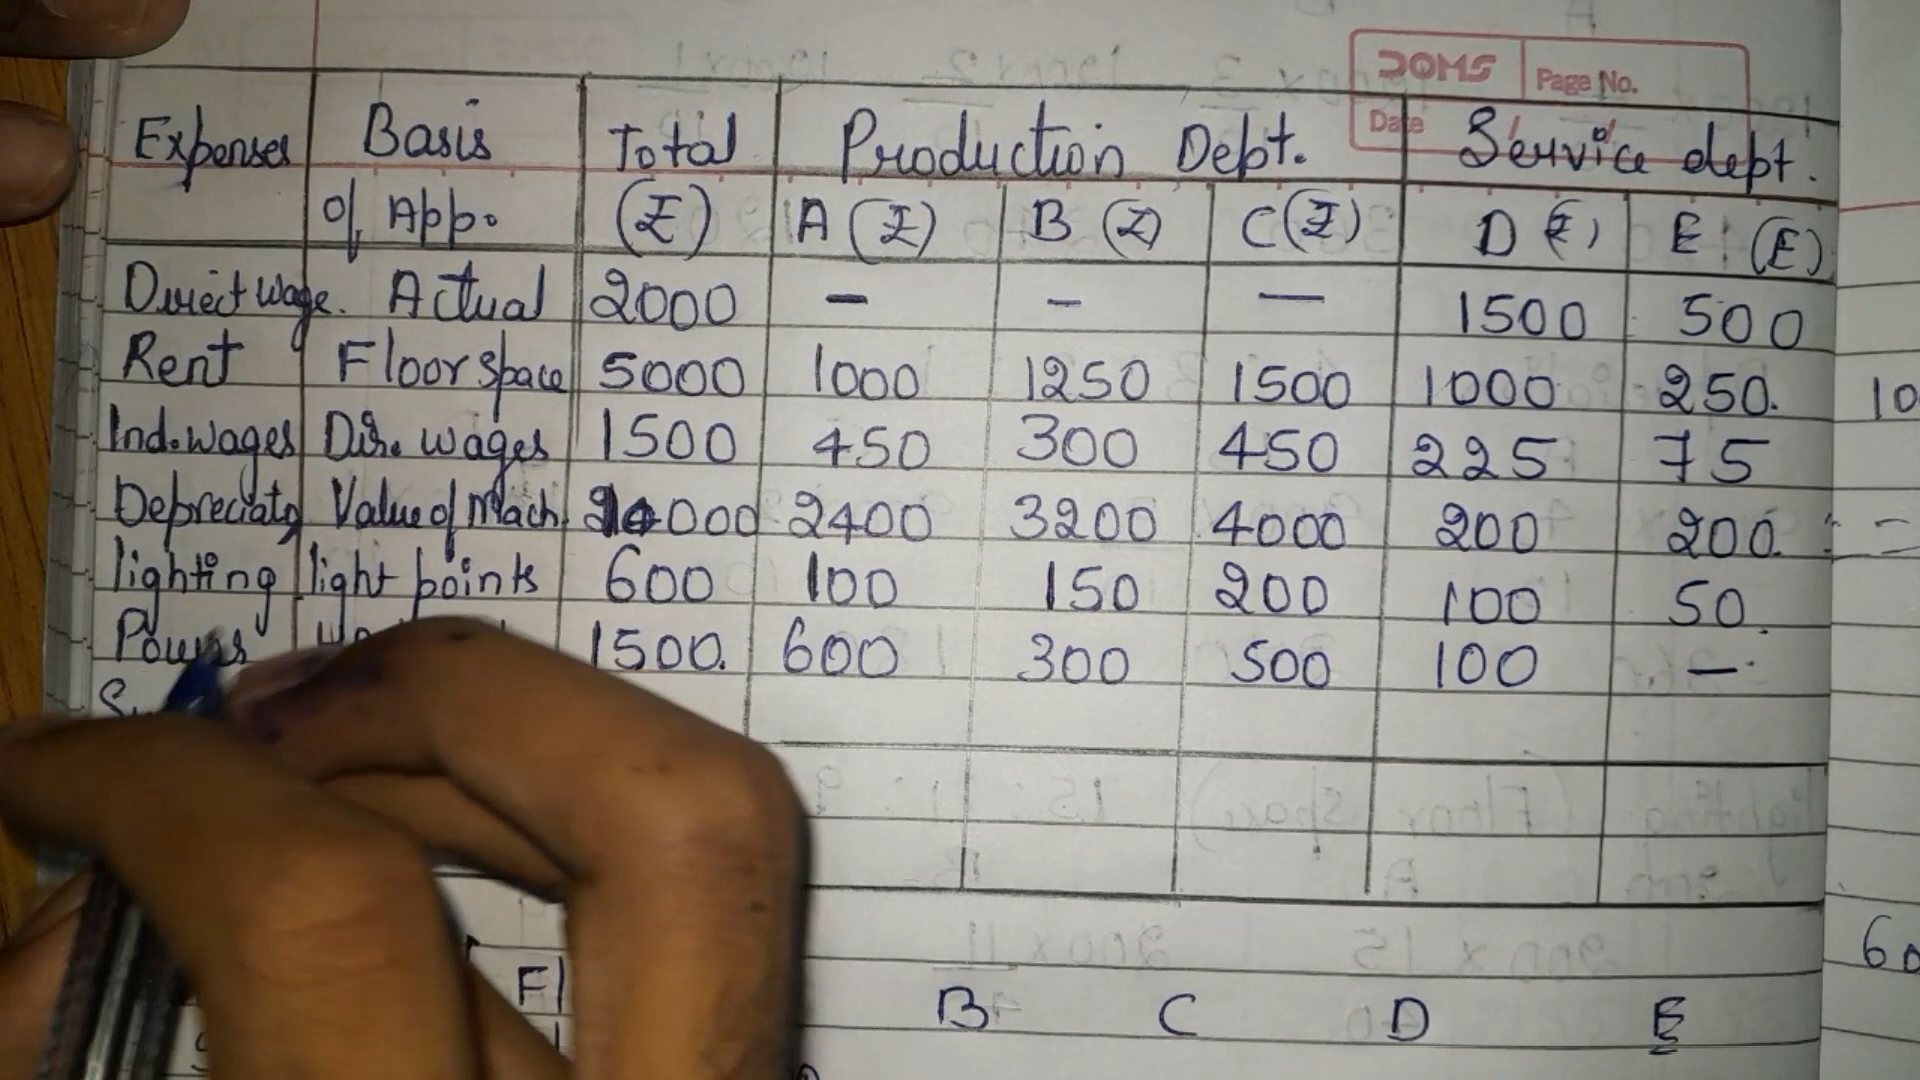 DOMS Page No.
Date
Expenses Basis of App. Total (₹) Production Dept. Service dept.
A (₹) B (₹) C (₹) D (₹) E (₹)
Direct wage. Actual 2000 - - - 1500 500
Rent Floor space 5000 1000 1250 1500 1000 250.
Ind. wages Dir. wages 1500 450 300 450 225 75
Value of Mach. 2400 3200 4000 200 200.
lighting light points 600 100 150 200 100 50.
1500. 600 300 500 100 -
10
60
B C D E